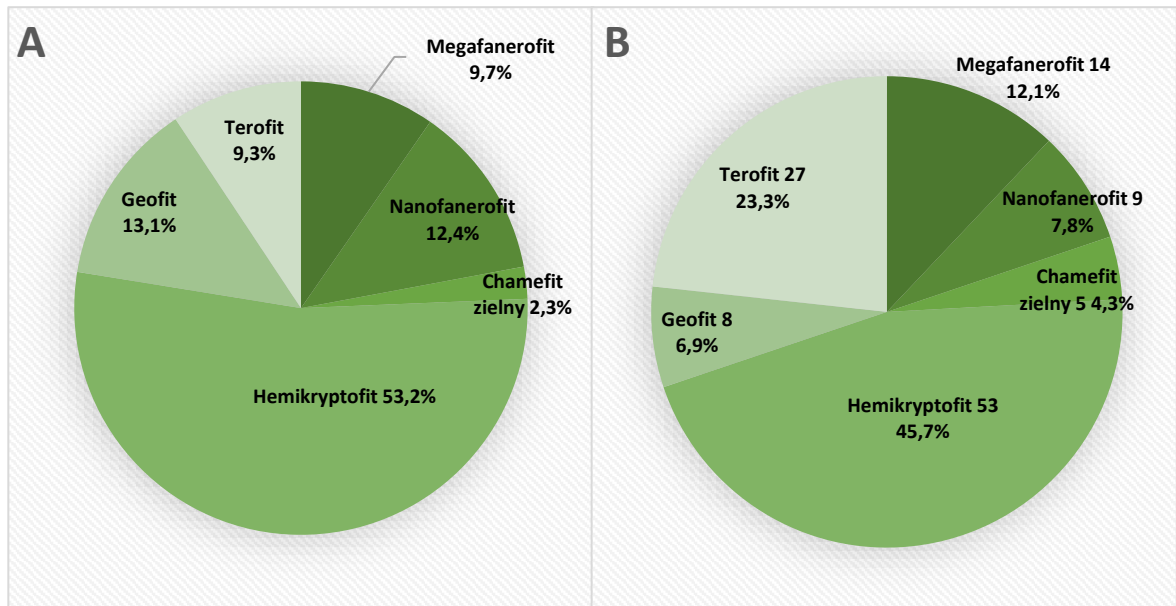 A
Megafanerofit
9,7%
Terofit
9,3%
Nanofanerofit
12,4%
Geofit
13,1%
Chamefit
zielny 2,3%
Hemikryptofit 53,2%
B
Megafanerofit 14
12,1%
Terofit 27
23,3%
Nanofanerofit 9
7,8%
Chamefit
zielny 5 4,3%
Geofit 8
6,9%
Hemikryptofit 53
45,7%